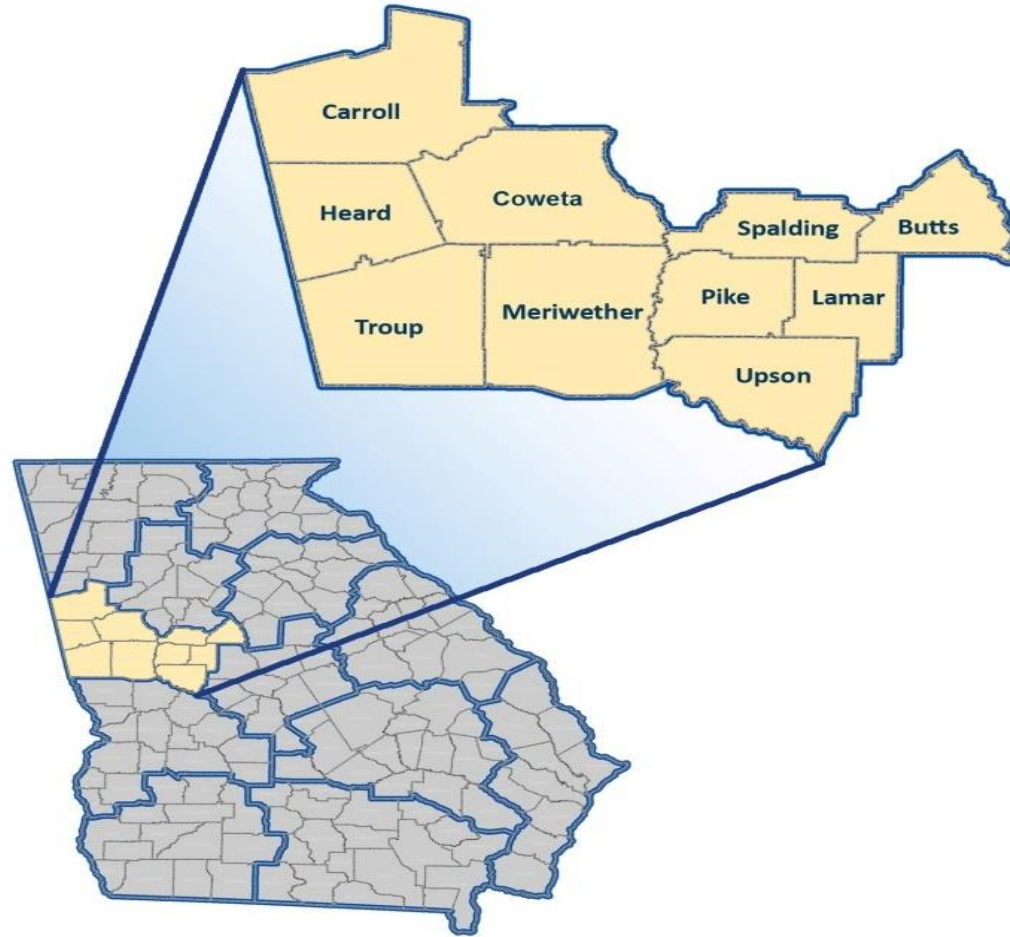 Carroll
Coweta
Heard
Spalding
Butts
Pike
Lamar
Meriwether
Troup
Upson